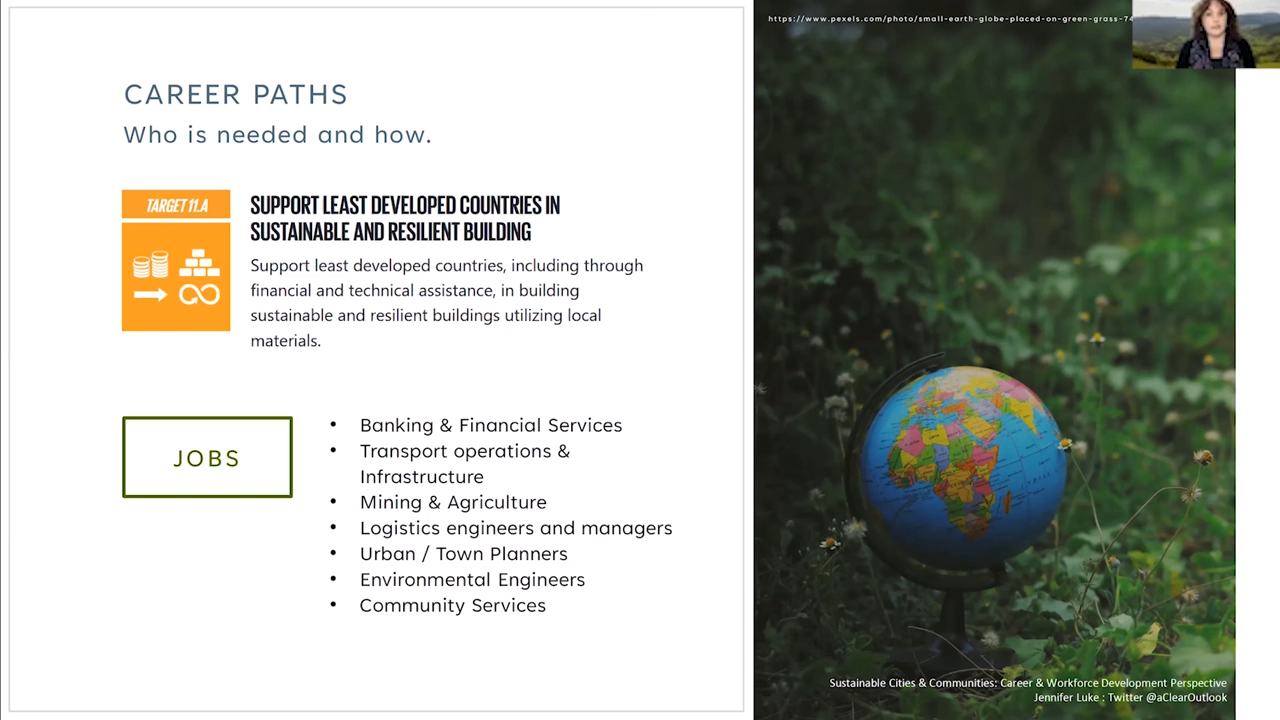 https://www.pexels.com/photo/small-earth-globe-placed-on-green-grass-74
CAREER PATHS
Who is needed and how.
TARGET 11.A
SUPPORT LEAST DEVELOPED COUNTRIES IN
SUSTAINABLE AND RESILIENT BUILDING
Support least developed countries, including through
financial and technical assistance, in building
sustainable and resilient buildings utilizing local
materials.
JOBS
• Banking & Financial Services
• Transport operations &
Infrastructure
• Mining & Agriculture
• Logistics engineers and managers
• Urban / Town Planners
• Environmental Engineers
• Community Services
Sustainable Cities & Communities: Career & Workforce Development Perspective
Jennifer Luke : Twitter @aClearOutlook